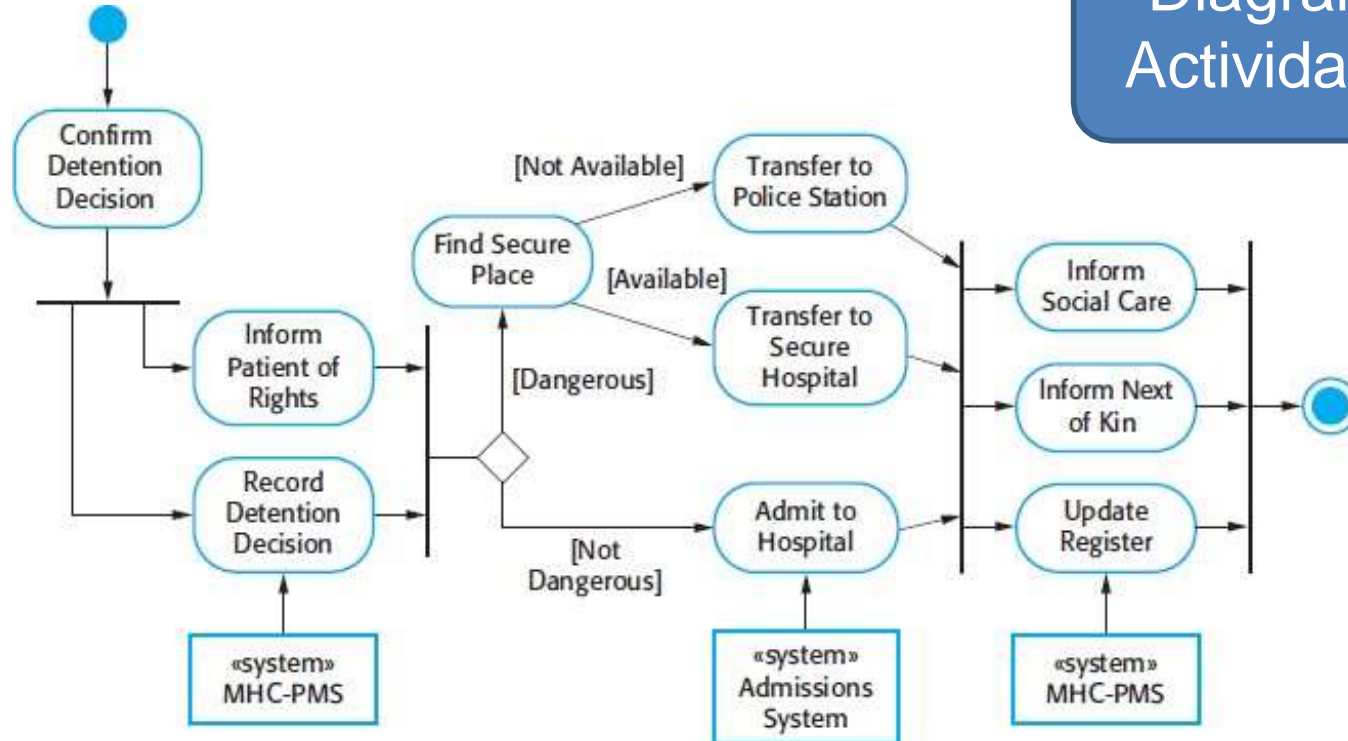 Confirm
Detention
Decision
Inform
Patient of
Rights
Record
Detention
Decision
«system»
MHC-PMS
Find Secure
Place
[Dangerous]
[Not
Dangerous]
[Not Available]
[Available]
Transfer to
Police Station
Transfer to
Secure
Hospital
Admit to
Hospital
«system»
Admissions
System
Inform
Social Care
Inform Next
of Kin
Update
Register
«system»
MHC-PMS